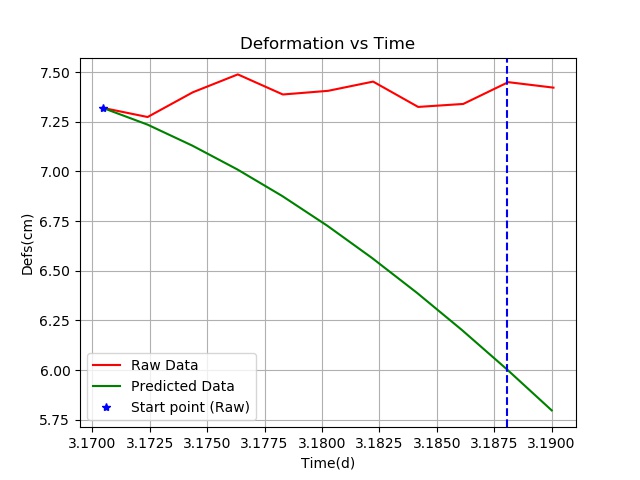 Deformation vs Time
Defs(cm)
7.50
7.25
7.00
6.75
6.50
6.25
6.00
5.75
Raw Data
Predicted Data
Start point (Raw)
3.1700 3.1725 3.1750 3.1775 3.1800 3.1825 3.1850 3.1875 3.1900
Time(d)